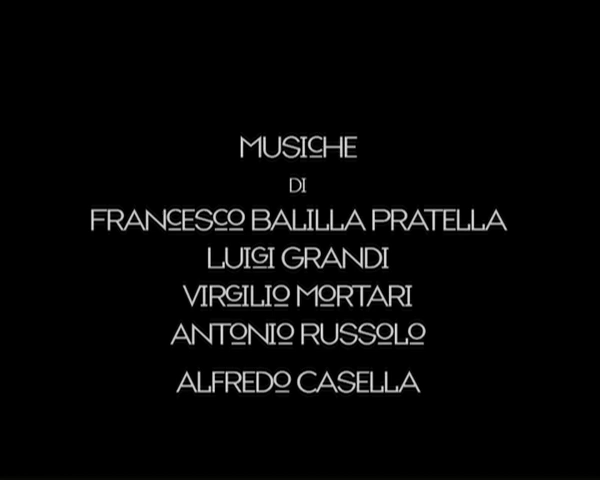 MUSICHE
DI
FRANCESCO BALILLA PRATELLA
LUIGI GRANDI
VIRGILIO MORTARI
ANTONIO RUSSOLO
ALFREDO CASELLA